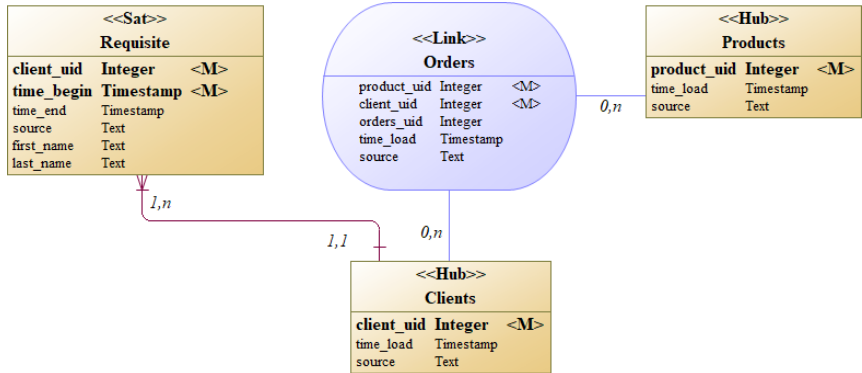 <<Sat>>
Requisite
client_uid Integer <M>
time_begin Timestamp <M>
time_end Timestamp
source Text
first_name Text
last_name Text
<<Link>>
Orders
product_uid Integer <M>
client_uid Integer <M>
orders_uid Integer
time_load Timestamp
source Text
<<Hub>>
Products
product_uid Integer <M>
time_load Timestamp
source Text
0,n
1,n
1,1
0,n
<<Hub>>
Clients
client_uid Integer <M>
time_load Timestamp
source Text